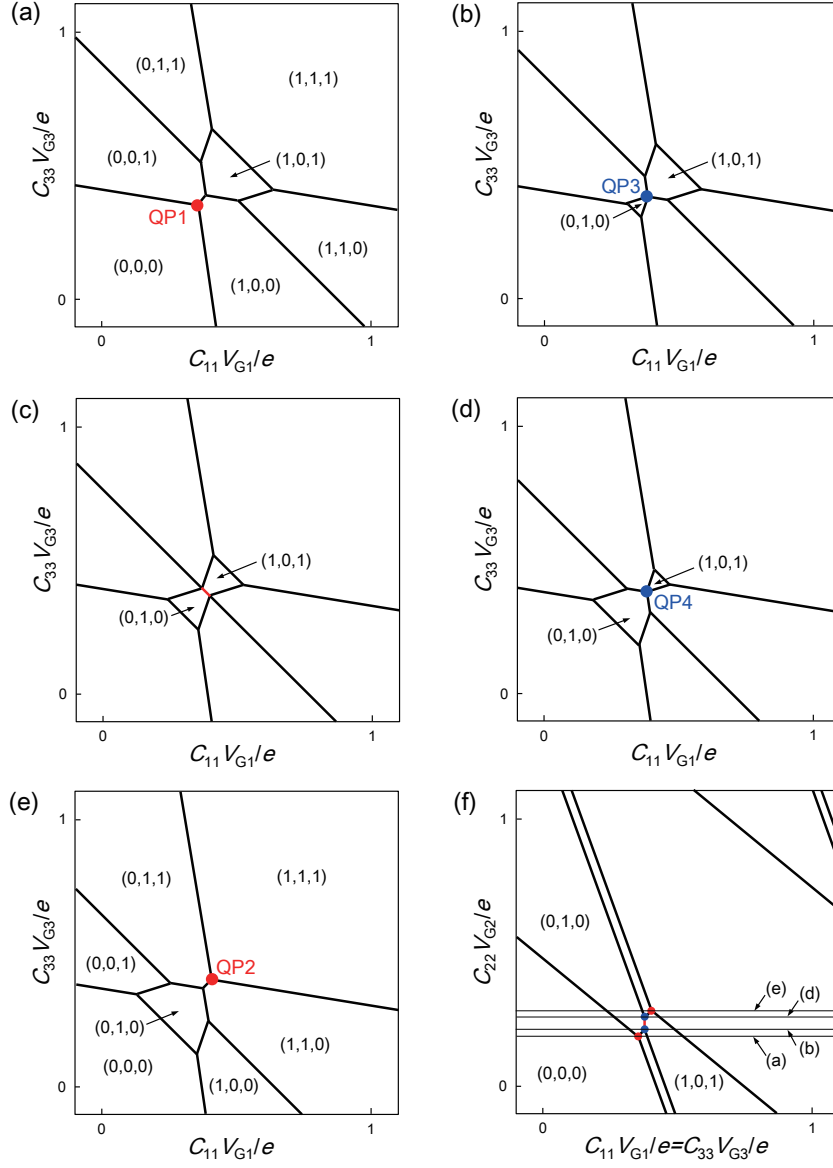 (a)
1
C33 VG3/e
0
(0,1,1)
(1,1,1)
(0,0,1)
(1,0,1)
QP1
(0,0,0)
(1,0,0)
(1,1,0)
0
1
C11 VG1/e
(b)
1
C33 VG3/e
0
(1,0,1)
QP3
(0,1,0)
0
1
C11 VG1/e
(c)
1
C33 VG3/e
0
(1,0,1)
(0,1,0)
0
1
C11 VG1/e
(d)
1
C33 VG3/e
0
(1,0,1)
QP4
(0,1,0)
0
1
C11 VG1/e
(e)
1
C33 VG3/e
0
(0,1,1)
(1,1,1)
(0,0,1)
QP2
(0,1,0)
(0,0,0)
(1,1,0)
(1,0,0)
0
1
C11 VG1/e
(f)
1
C22 VG2/e
0
(0,1,0)
(e)
(d)
(b)
(a)
(0,0,0)
(1,0,1)
0
1
C11 VG1/e=C33 VG3/e